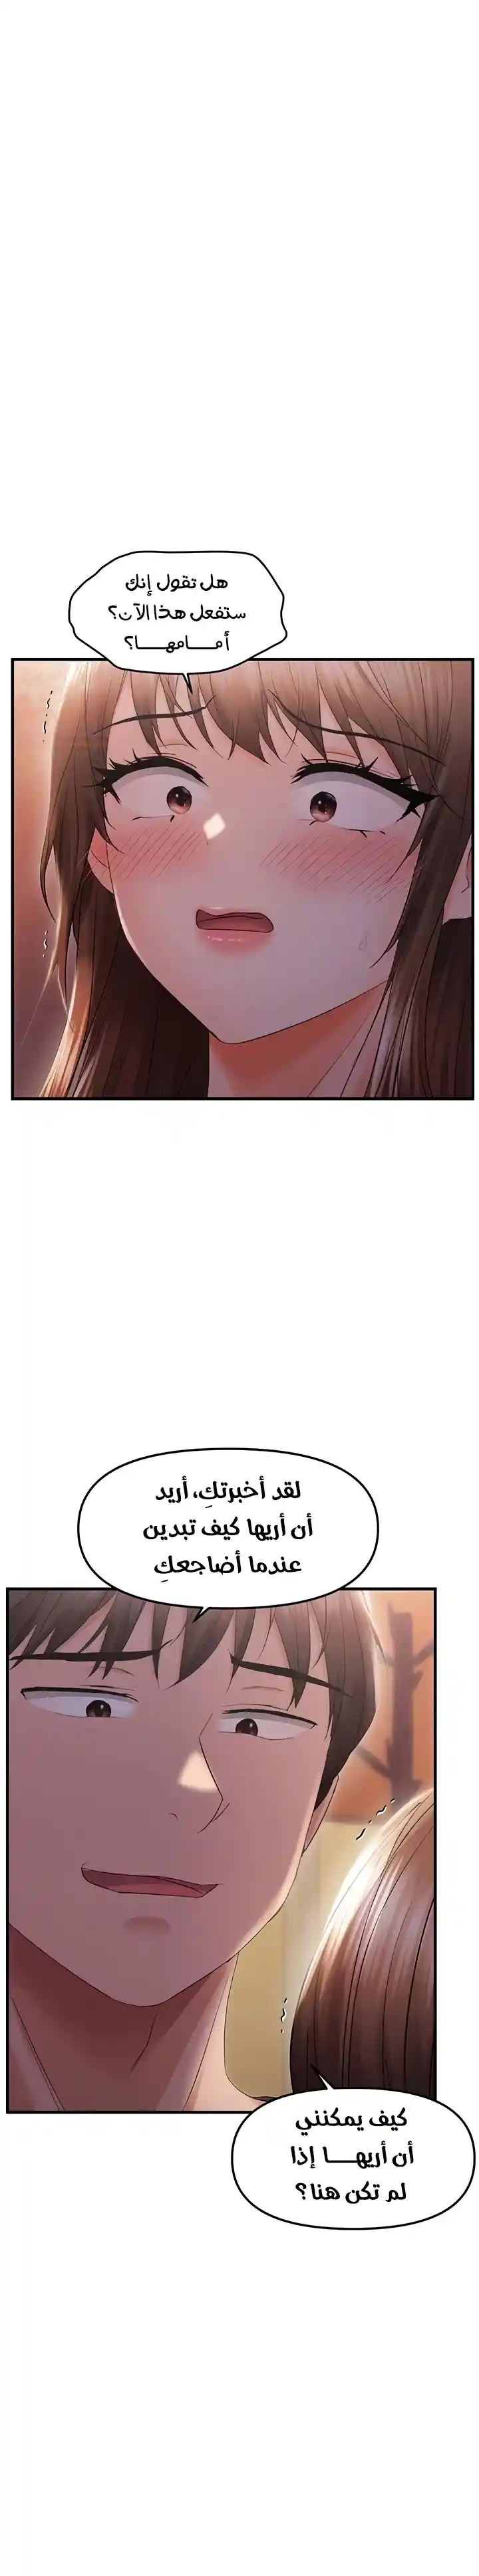 هل تقول إنك
ستفعل هذا الآن؟
أمـــامهـــا؟
لقد أخبرتكِ، أريد
أن أريها كيف تبدين
عندما أضاجعكِ
كيف يمكنني
أن أريهـــا إذا
لم تكن هنا؟